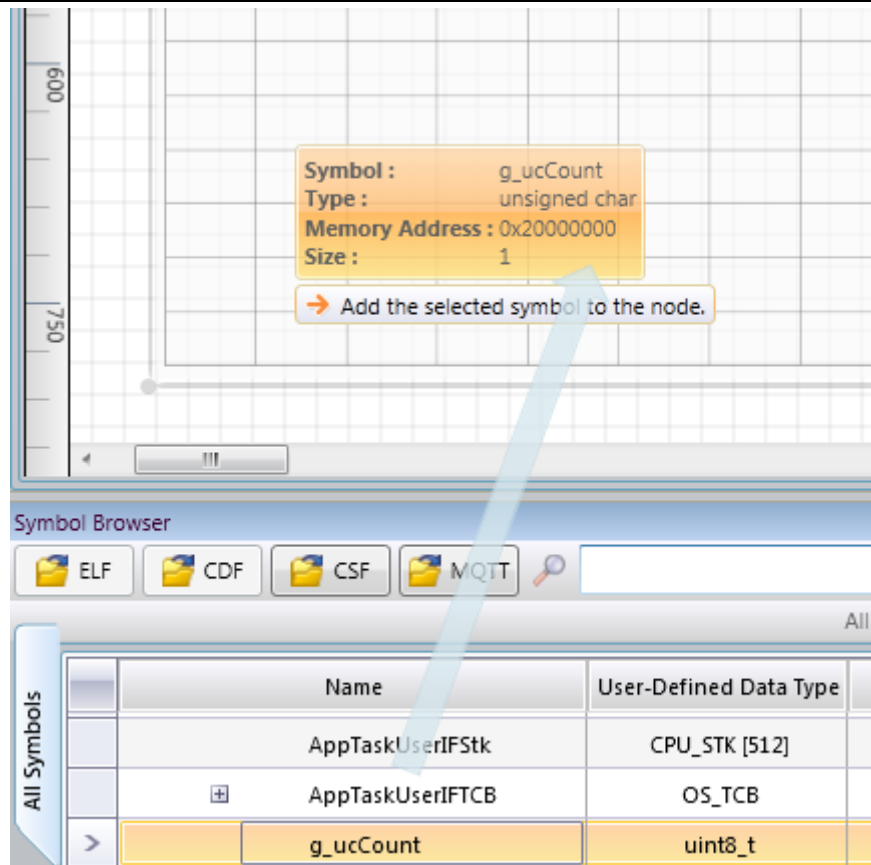 600
Symbol : g_ucCount
Type : unsigned char
Memory Address : 0x20000000
Size : 1
Add the selected symbol to the node.
750
Symbol Browser
ELF CDF CSF MQTT
All
All Symbols
Name User-Defined Data Type
AppTaskUserIFStk CPU_STK [512]
AppTaskUserIFTCB OS_TCB
g_ucCount uint8_t